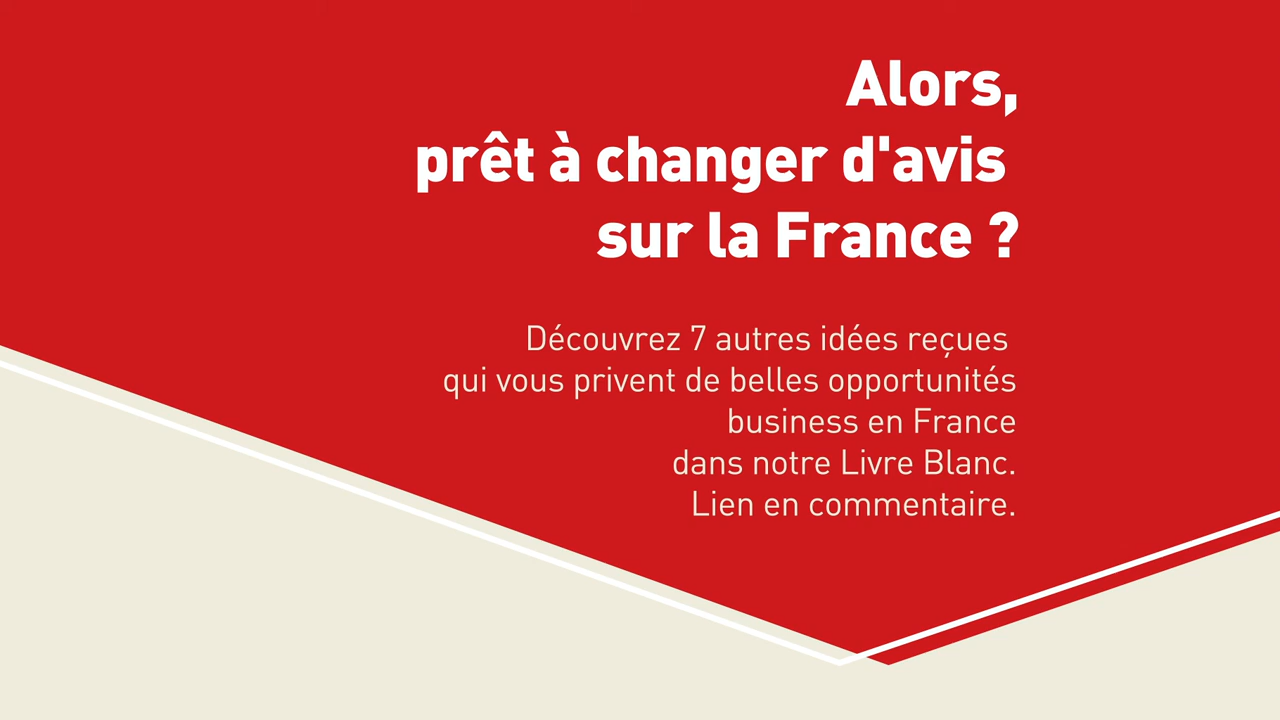 Alors,
prêt à changer d'avis
sur la France ?
Découvrez 7 autres idées reçues
qui vous privent de belles opportunités
business en France
dans notre Livre Blanc.
Lien en commentaire.